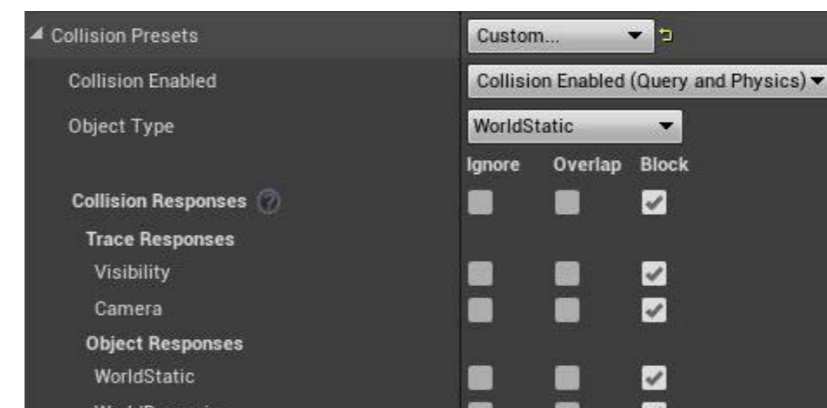 Collision Presets Custom...
Collision Enabled Collision Enabled (Query and Physics)
Object Type WorldStatic
Ignore Overlap Block
Collision Responses ?
Trace Responses
Visibility
Camera
Object Responses
WorldStatic